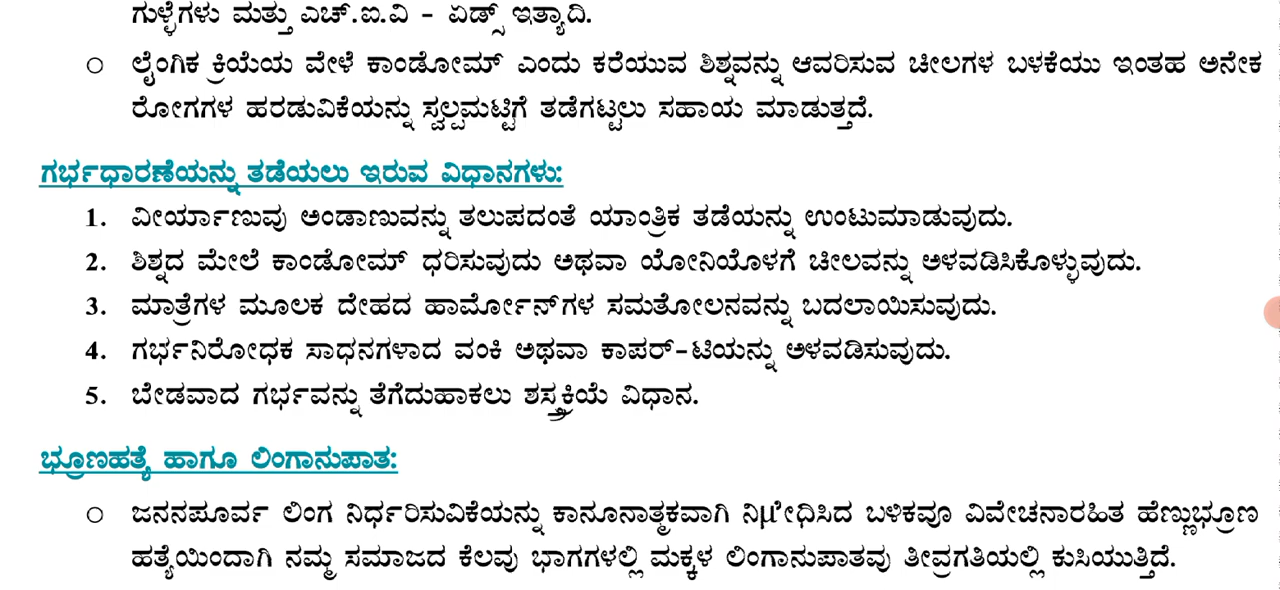 ಗುಳ್ಳೆಗಳು ಮತ್ತು ಎಚ್.ಐ.ವಿ - ಏಡ್ಸ್ ಇತ್ಯಾದಿ.
○ ಲೈಂಗಿಕ ಕ್ರಿಯೆಯ ವೇಳೆ ಕಾಂಡೋಮ್ ಎಂದು ಕರೆಯುವ ಶಿಶ್ನವನ್ನು ಆವರಿಸುವ ಚೀಲಗಳ ಬಳಕೆಯು ಇಂತಹ ಅನೇಕ
ರೋಗಗಳ ಹರಡುವಿಕೆಯನ್ನು ಸ್ವಲ್ಪಮಟ್ಟಿಗೆ ತಡೆಗಟ್ಟಲು ಸಹಾಯ ಮಾಡುತ್ತದೆ.
ಗರ್ಭಧಾರಣೆಯನ್ನು ತಡೆಯಲು ಇರುವ ವಿಧಾನಗಳು:
1. ವೀರ್ಯಾಣುವು ಅಂಡಾಣುವನ್ನು ತಲುಪದಂತೆ ಯಾಂತ್ರಿಕ ತಡೆಯನ್ನು ಉಂಟುಮಾಡುವುದು.
2. ಶಿಶ್ನದ ಮೇಲೆ ಕಾಂಡೋಮ್ ಧರಿಸುವುದು ಅಥವಾ ಯೋನಿಯೊಳಗೆ ಚೀಲವನ್ನು ಅಳವಡಿಸಿಕೊಳ್ಳುವುದು.
3. ಮಾತ್ರೆಗಳ ಮೂಲಕ ದೇಹದ ಹಾರ್ಮೋನ್‌ಗಳ ಸಮತೋಲನವನ್ನು ಬದಲಾಯಿಸುವುದು.
4. ಗರ್ಭನಿರೋಧಕ ಸಾಧನಗಳಾದ ವಂಕಿ ಅಥವಾ ಕಾಪರ್-ಟಿಯನ್ನು ಅಳವಡಿಸುವುದು.
5. ಬೇಡವಾದ ಗರ್ಭವನ್ನು ತೆಗೆದುಹಾಕಲು ಶಸ್ತ್ರಕ್ರಿಯೆ ವಿಧಾನ.
ಭ್ರೂಣಹತ್ಯೆ ಹಾಗೂ ಲಿಂಗಾನುಪಾತ:
○ ಜನನಪೂರ್ವ ಲಿಂಗ ನಿರ್ಧರಿಸುವಿಕೆಯನ್ನು ಕಾನೂನಾತ್ಮಕವಾಗಿ ನಿµೇಧಿಸಿದ ಬಳಿಕವೂ ವಿವೇಚನಾರಹಿತ ಹೆಣ್ಣುಭ್ರೂಣ
ಹತ್ಯೆಯಿಂದಾಗಿ ನಮ್ಮ ಸಮಾಜದ ಕೆಲವು ಭಾಗಗಳಲ್ಲಿ ಮಕ್ಕಳ ಲಿಂಗಾನುಪಾತವು ತೀವ್ರಗತಿಯಲ್ಲಿ ಕುಸಿಯುತ್ತಿದೆ.